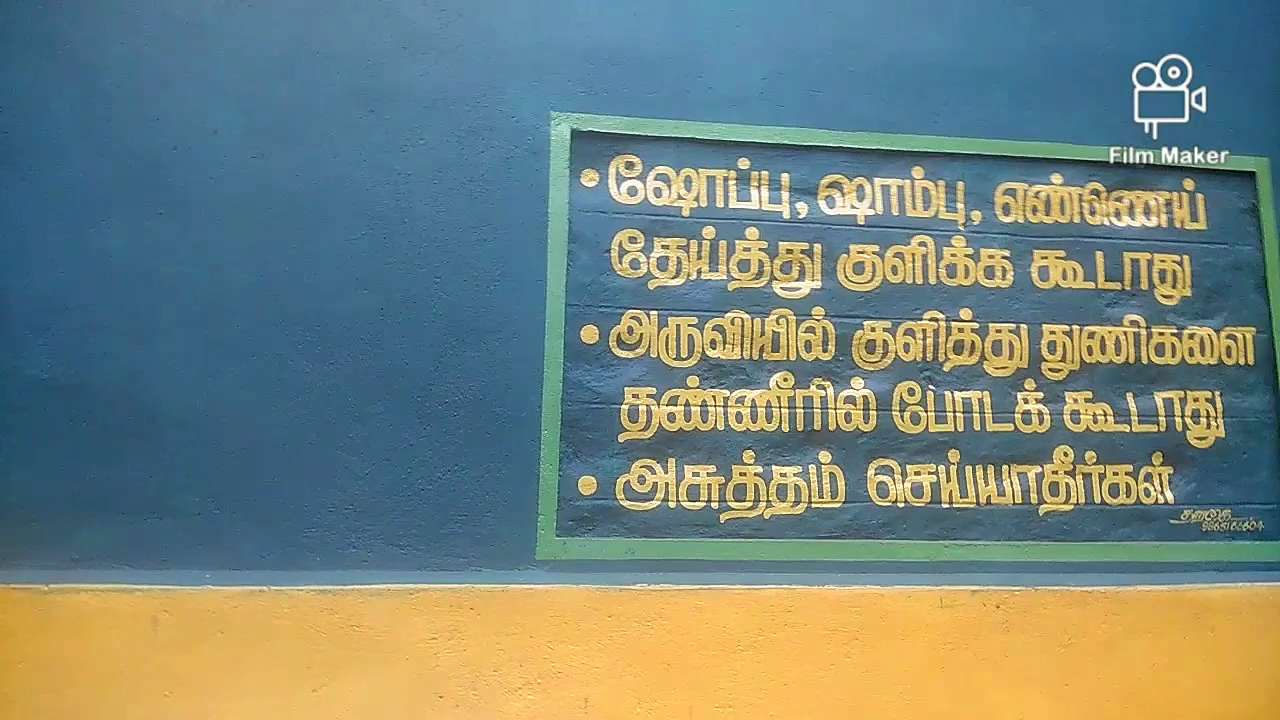 Film Maker
• ஷோப்பு, ஷாம்பு, எண்ணெய்
தேய்த்து குளிக்க கூடாது
• அருவியில் குளித்து துணிகளை
தண்ணீரில் போடக் கூடாது
• அசுத்தம் செய்யாதீர்கள்